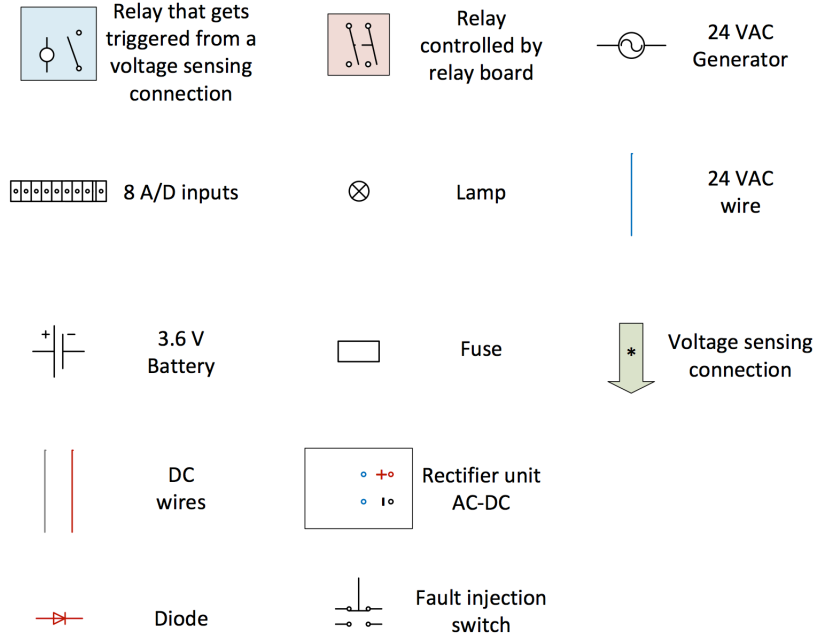 Relay that gets
triggered from a
voltage sensing
connection
Relay
controlled by
relay board
24 VAC
Generator
8 A/D inputs
Lamp
24 VAC
wire
+ −
3.6 V
Battery
Fuse
*
Voltage sensing
connection
DC
wires
+
Rectifier unit
AC-DC
Diode
Fault injection
switch